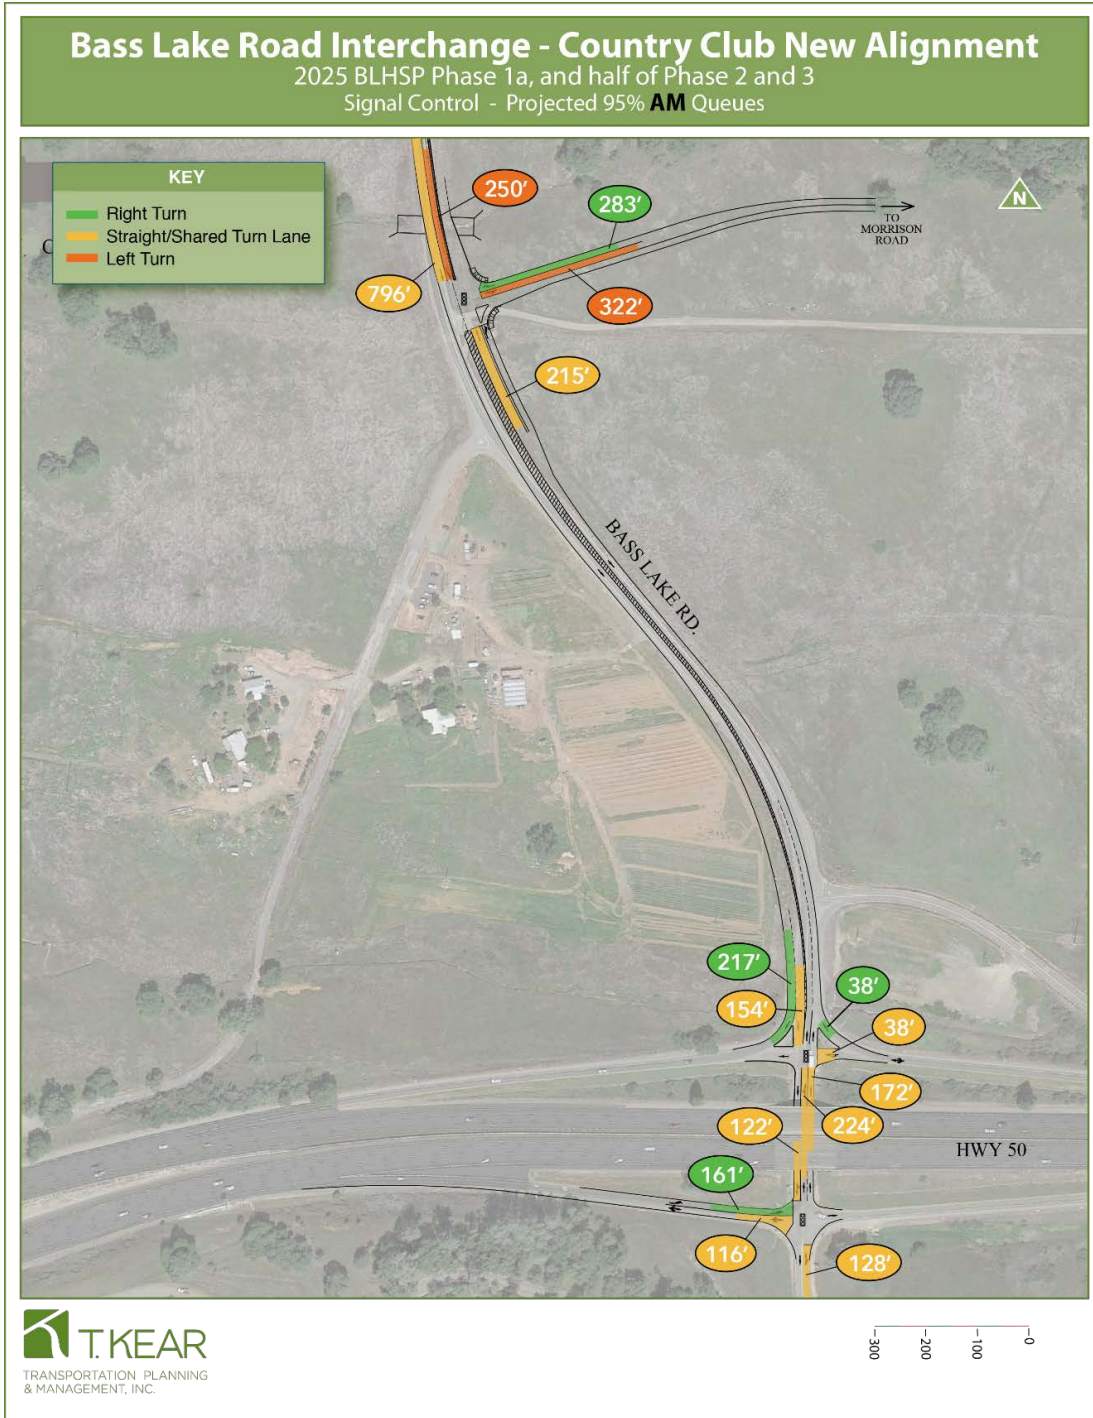 Bass Lake Road Interchange - Country Club New Alignment
2025 BLHSP Phase 1a, and half of Phase 2 and 3
Signal Control - Projected 95% AM Queues
KEY
Right Turn
Straight/Shared Turn Lane
Left Turn
C
250'
283'
N
TO
MORRISON
ROAD
796'
322'
215'
BASS LAKE RD.
217'
38'
154'
38'
172'
122'
224'
HWY 50
161'
116'
128'
T.KEAR
TRANSPORTATION PLANNING
& MANAGEMENT, INC.
-300
-200
-100
-0